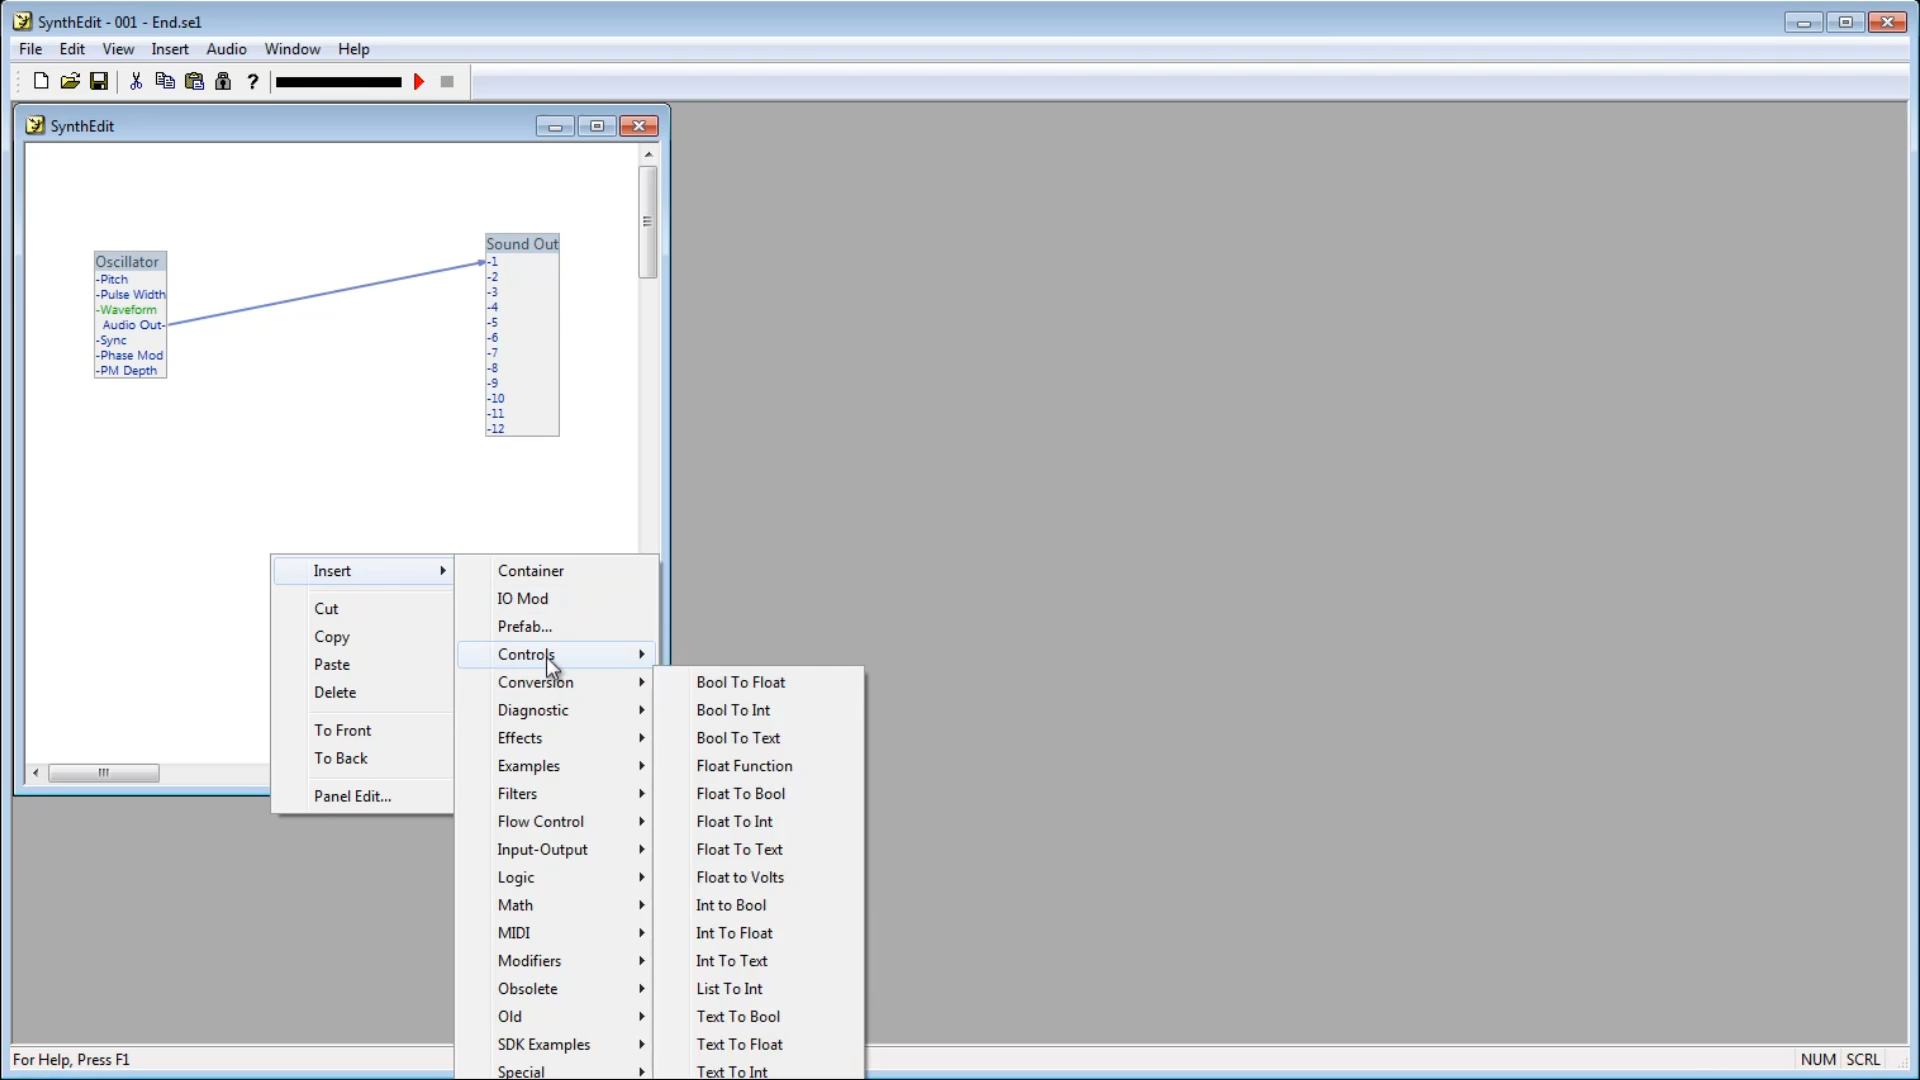 SynthEdit - 001 - End.se1
File Edit View Insert Audio Window Help
SynthEdit
Oscillator
-Pitch
-Pulse Width
-Waveform
Audio Out-
-Sync
-Phase Mod
-PM Depth
Sound Out
-1
-2
-3
-4
-5
-6
-7
-8
-9
-10
-11
-12
Insert
Cut
Copy
Paste
Delete
To Front
To Back
Panel Edit...
Container
IO Mod
Prefab...
Controls
Conversion
Diagnostic
Effects
Examples
Filters
Flow Control
Input-Output
Logic
Math
MIDI
Modifiers
Obsolete
Old
SDK Examples
Special
Bool To Float
Bool To Int
Bool To Text
Float Function
Float To Bool
Float To Int
Float To Text
Float to Volts
Int to Bool
Int To Float
Int To Text
List To Int
Text To Bool
Text To Float
Text To Int
For Help, Press F1
NUM SCRL